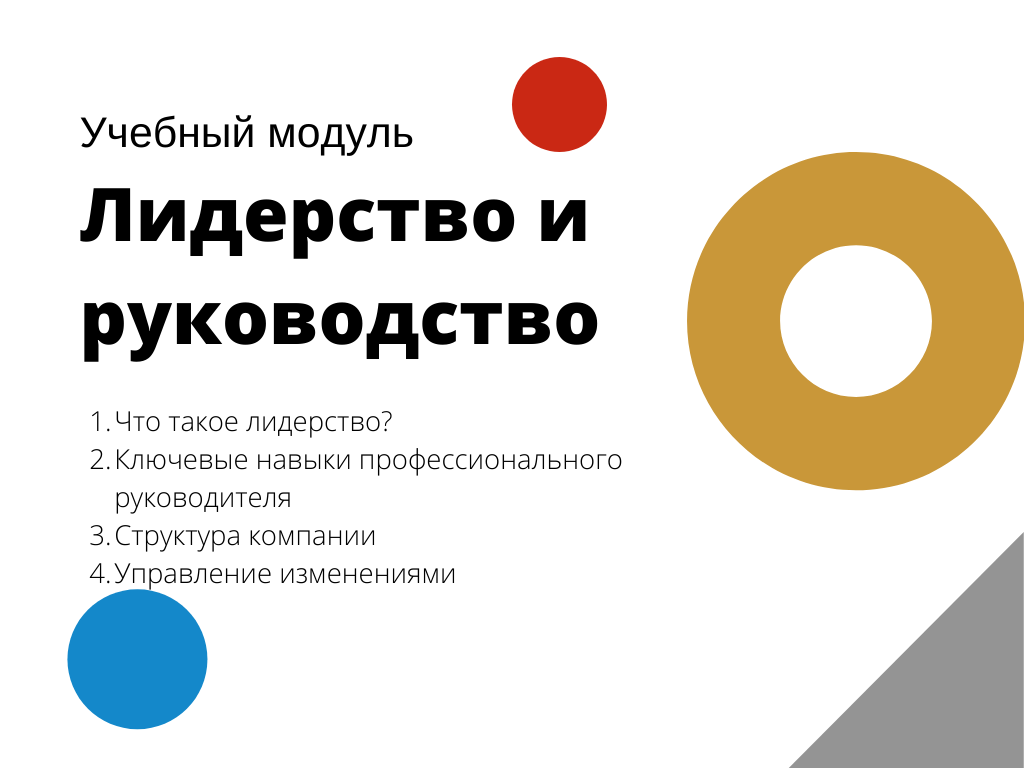 Учебный модуль
Лидерство и
руководство
1. Что такое лидерство?
2. Ключевые навыки профессионального
руководителя
3. Структура компании
4. Управление изменениями